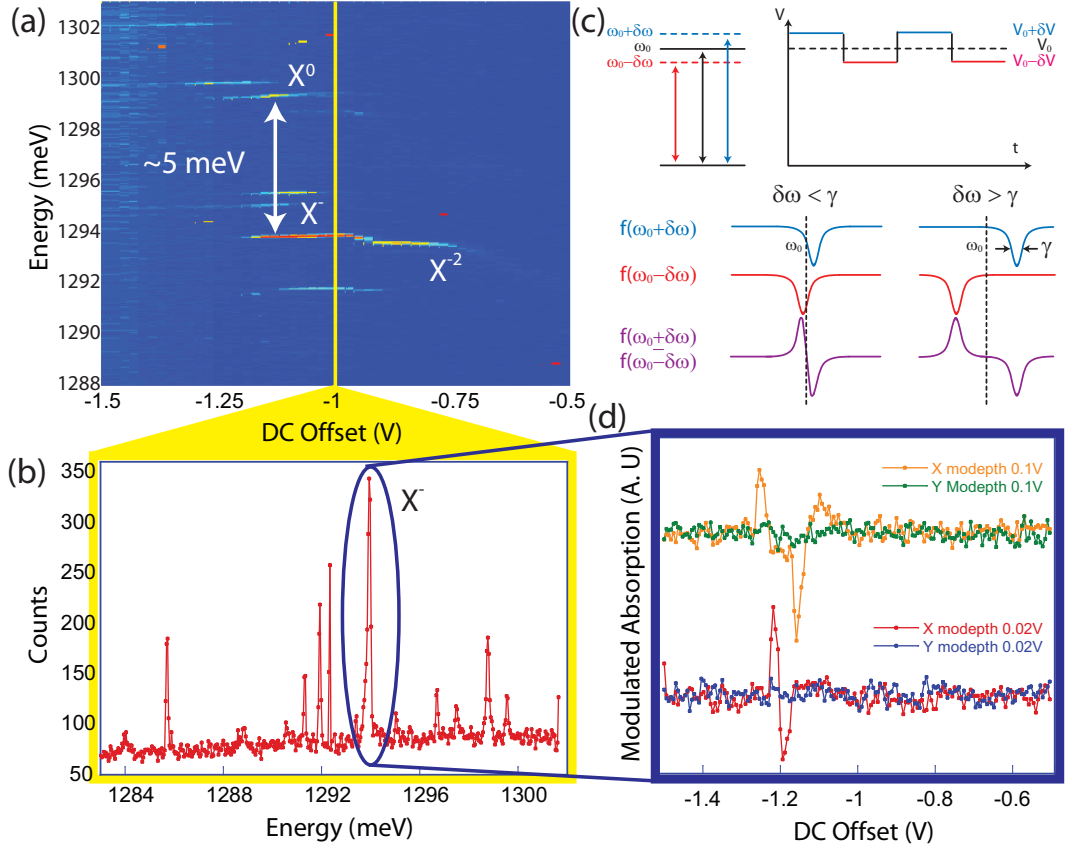 (a)
Energy (meV)
1302
1300
1298
1296
1294
1292
1290
1288
X⁰
~5 meV
X⁻
X⁻²
-1.5
-1.25
-1
-0.75
-0.5
DC Offset (V)
(b)
Counts
350
300
250
200
150
100
50
X⁻
1284
1288
1292
1296
1300
Energy (meV)
(c)
ω₀+δω
ω₀
ω₀−δω
V
V₀+δV
V₀
V₀−δV
t
δω < γ
δω > γ
f(ω₀+δω)
ω₀
ω₀
γ
f(ω₀−δω)
f(ω₀+δω)
−
f(ω₀−δω)
(d)
Modulated Absorption (A. U)
X modepth 0.1V
Y Modepth 0.1V
X modepth 0.02V
Y modepth 0.02V
-1.4
-1.2
-1
-0.8
-0.6
DC Offset (V)